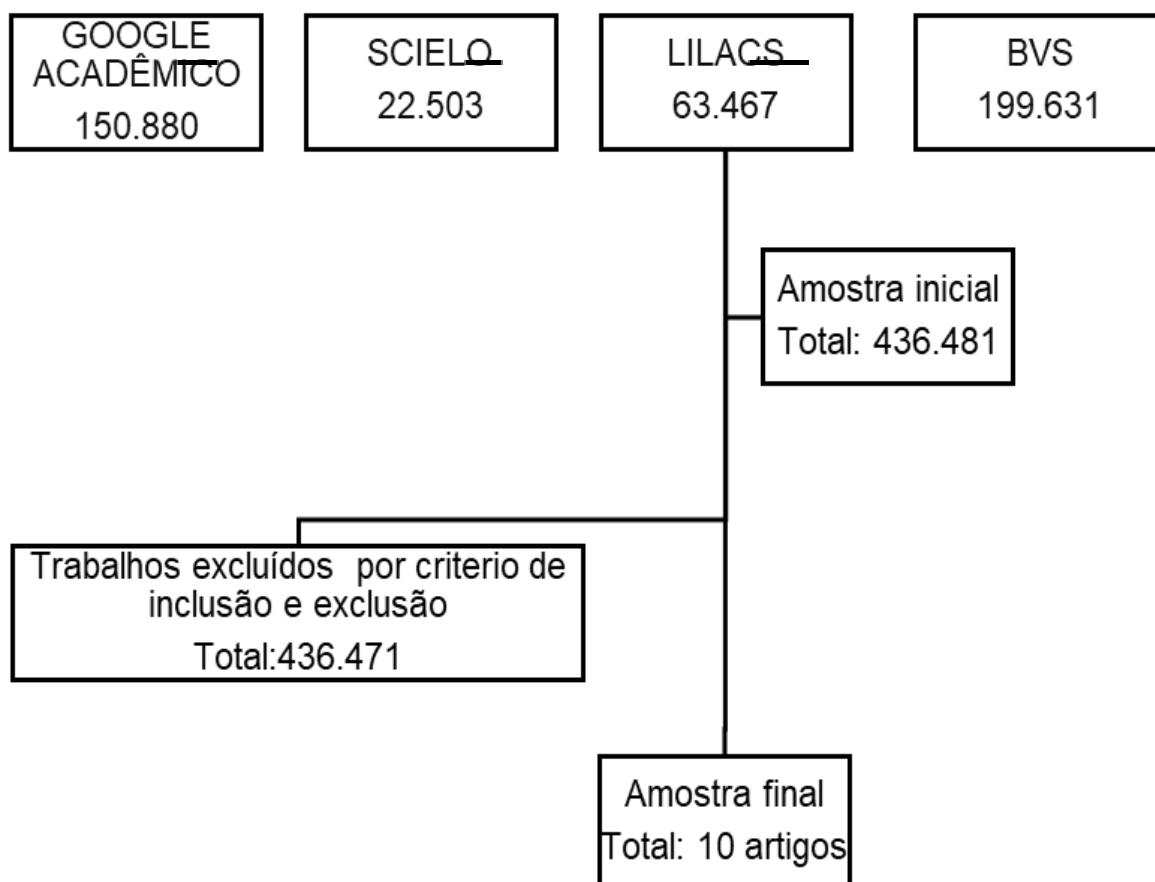 GOOGLE
ACADÊMICO
150.880
SCIELO
22.503
LILACS
63.467
BVS
199.631
Amostra inicial
Total: 436.481
Trabalhos excluídos por criterio de
inclusão e exclusão
Total:436.471
Amostra final
Total: 10 artigos